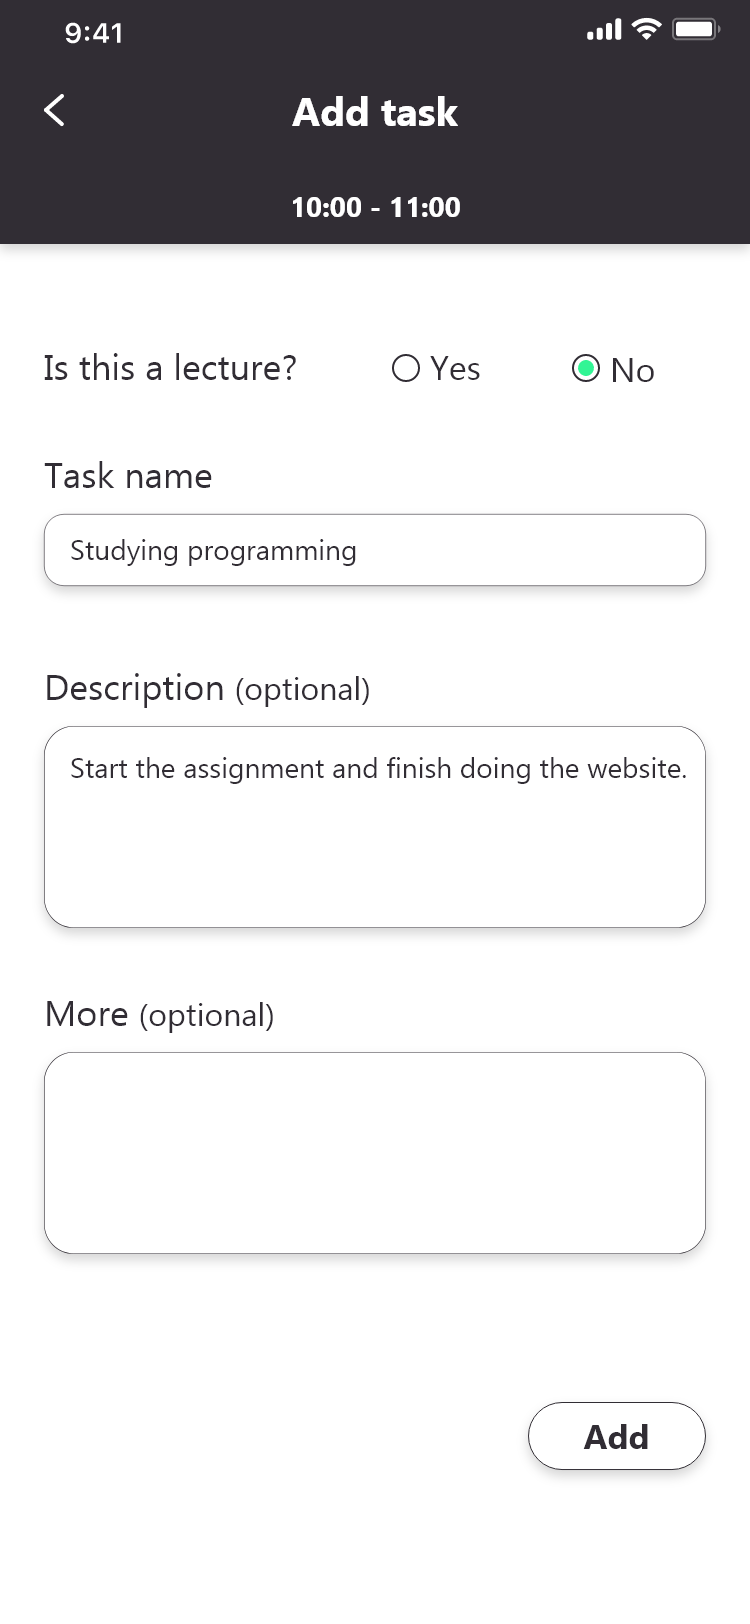 9:41
Add task
10:00 - 11:00
Is this a lecture? Yes No
Task name
Studying programming
Description (optional)
Start the assignment and finish doing the website.
More (optional)
Add